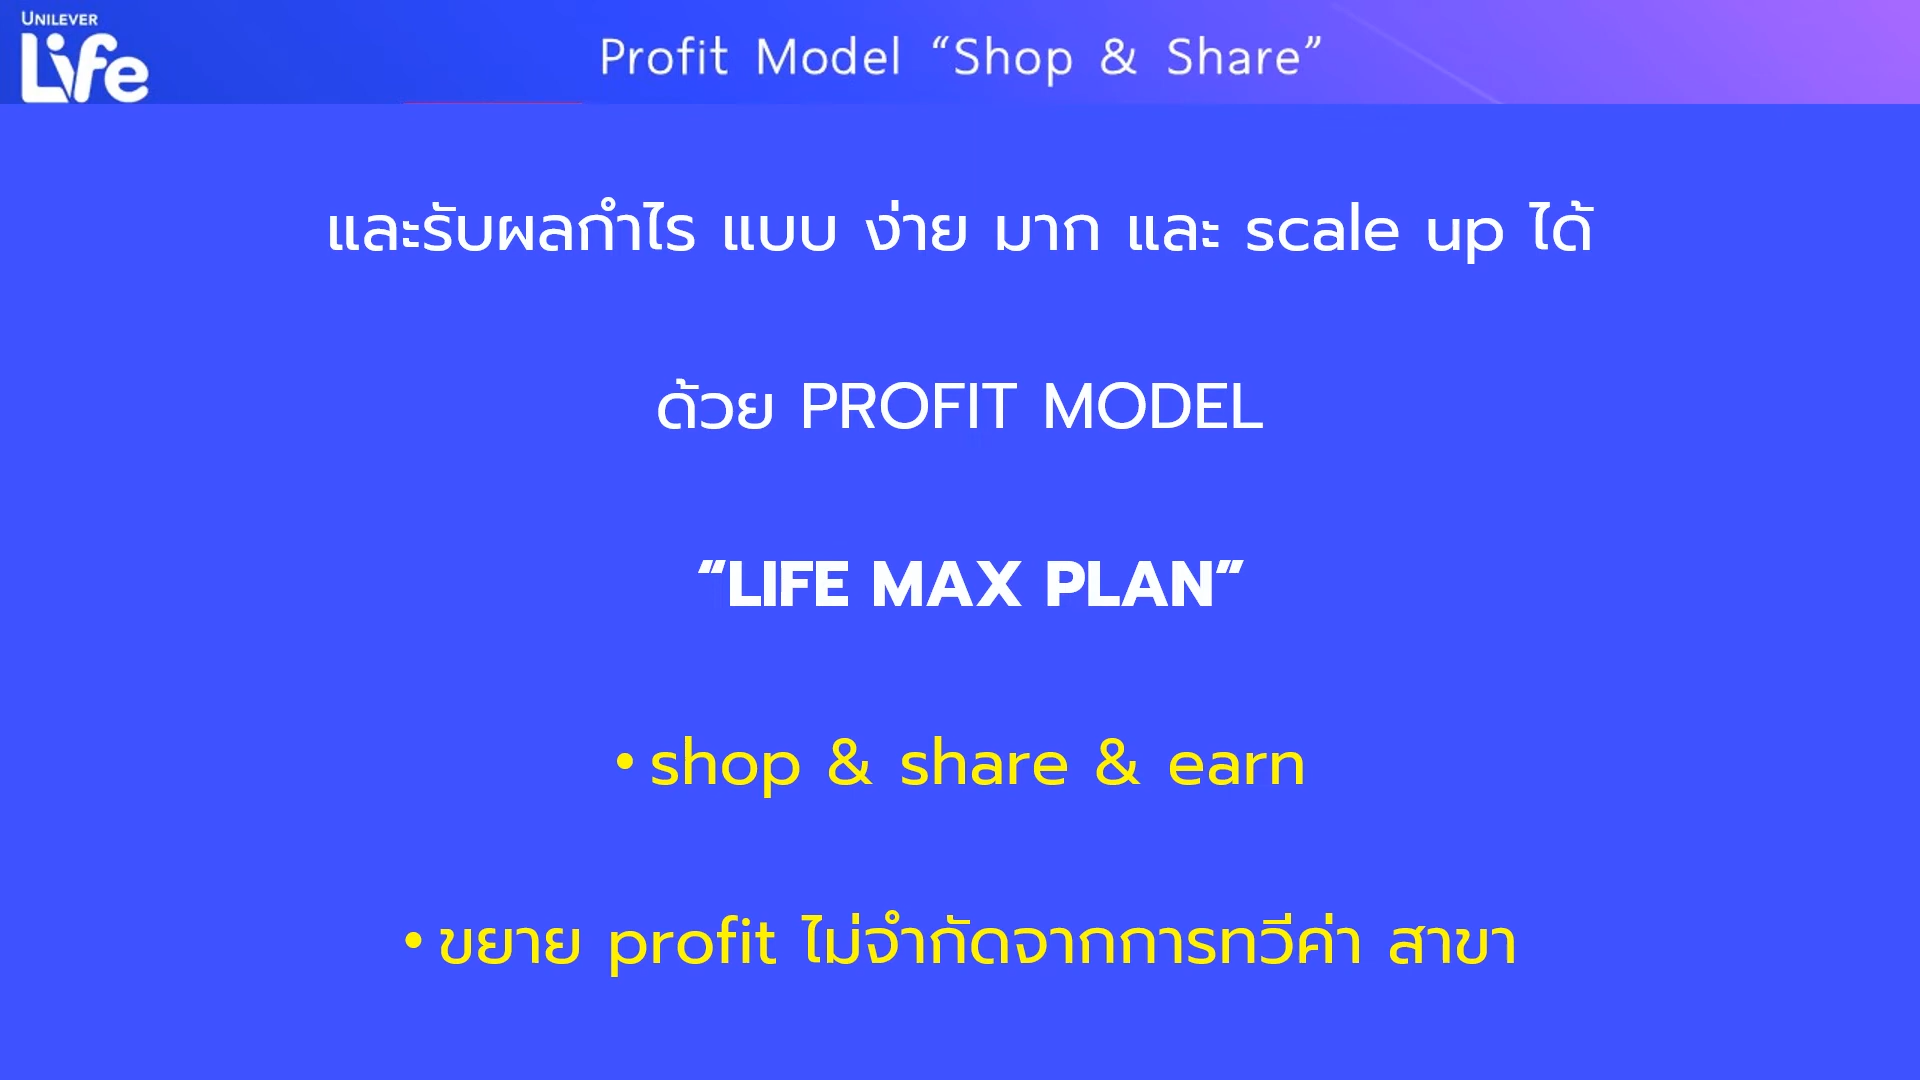 UNILEVER
Life
Profit Model “Shop & Share”
และรับผลกำไร แบบ ง่าย มาก และ scale up ได้
ด้วย PROFIT MODEL
“LIFE MAX PLAN”
• shop & share & earn
• ขยาย profit ไม่จำกัดจากการทวีค่า สาขา